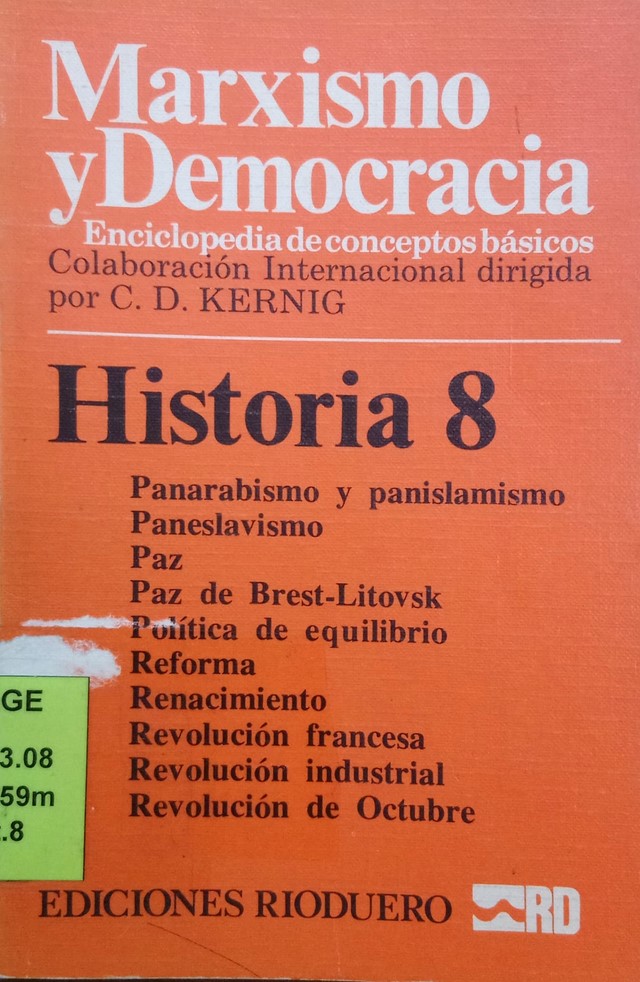 Marxismo
y Democracia
Enciclopedia de conceptos básicos
Colaboración Internacional dirigida
por C. D. KERNIG
Historia 8
Panarabismo y panislamismo
Paneslavismo
Paz
Paz de Brest-Litovsk
Política de equilibrio
Reforma
Renacimiento
Revolución francesa
Revolución industrial
Revolución de Octubre
GE
3.08
59m
.8
EDICIONES RIODUERO RD